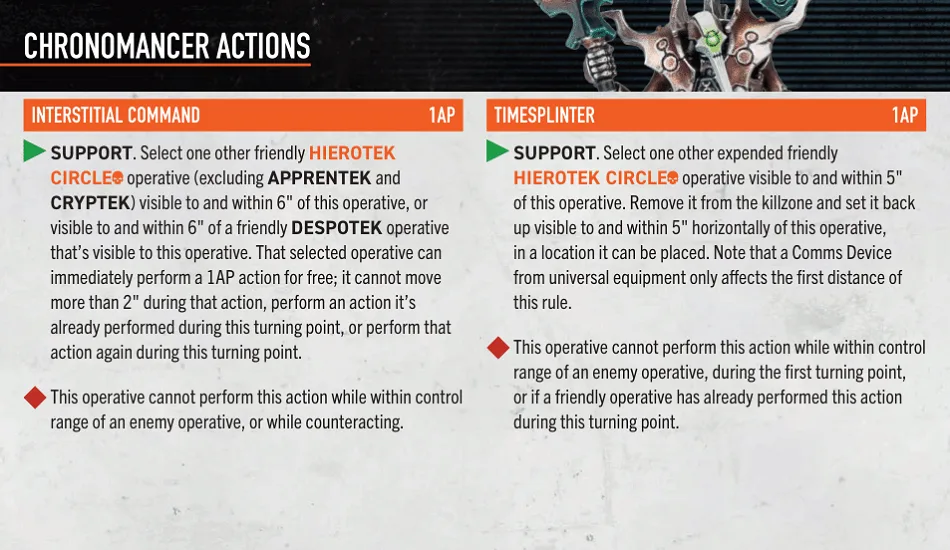 CHRONOMANCER ACTIONS
INTERSTITIAL COMMAND 1AP
SUPPORT. Select one other friendly HIEROTEK
CIRCLE operative (excluding APPRENTEK and
CRYPTEK) visible to and within 6" of this operative, or
visible to and within 6" of a friendly DESPOTEK operative
that's visible to this operative. That selected operative can
immediately perform a 1AP action for free; it cannot move
more than 2" during that action, perform an action it's
already performed during this turning point, or perform that
action again during this turning point.
This operative cannot perform this action while within control
range of an enemy operative, or while counteracting.
TIMESPLINTER 1AP
SUPPORT. Select one other expended friendly
HIEROTEK CIRCLE operative visible to and within 5"
of this operative. Remove it from the killzone and set it back
up visible to and within 5" horizontally of this operative,
in a location it can be placed. Note that a Comms Device
from universal equipment only affects the first distance of
this rule.
This operative cannot perform this action while within control
range of an enemy operative, during the first turning point,
or if a friendly operative has already performed this action
during this turning point.